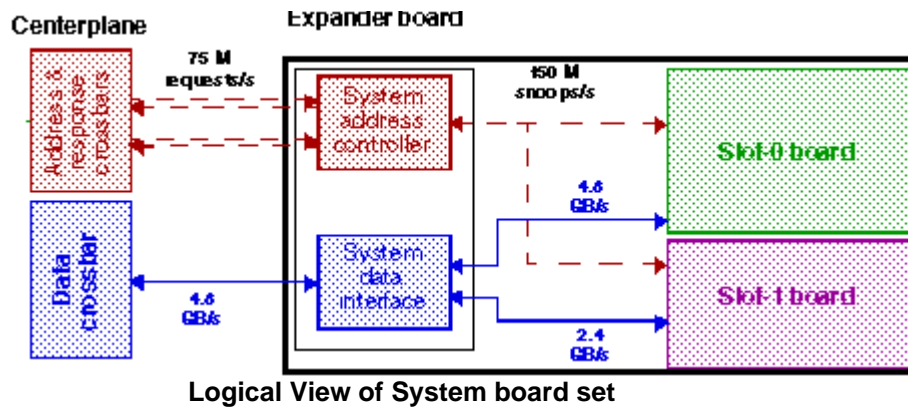 Centerplane
Expander board
Address &
response
crossbars
75 M
requests/s
System
address
controller
150 M
snoops/s
Slot-0 board
4.8
GB/s
Data
crossbar
4.8
GB/s
System
data
interface
Slot-1 board
2.4
GB/s
Logical View of System board set